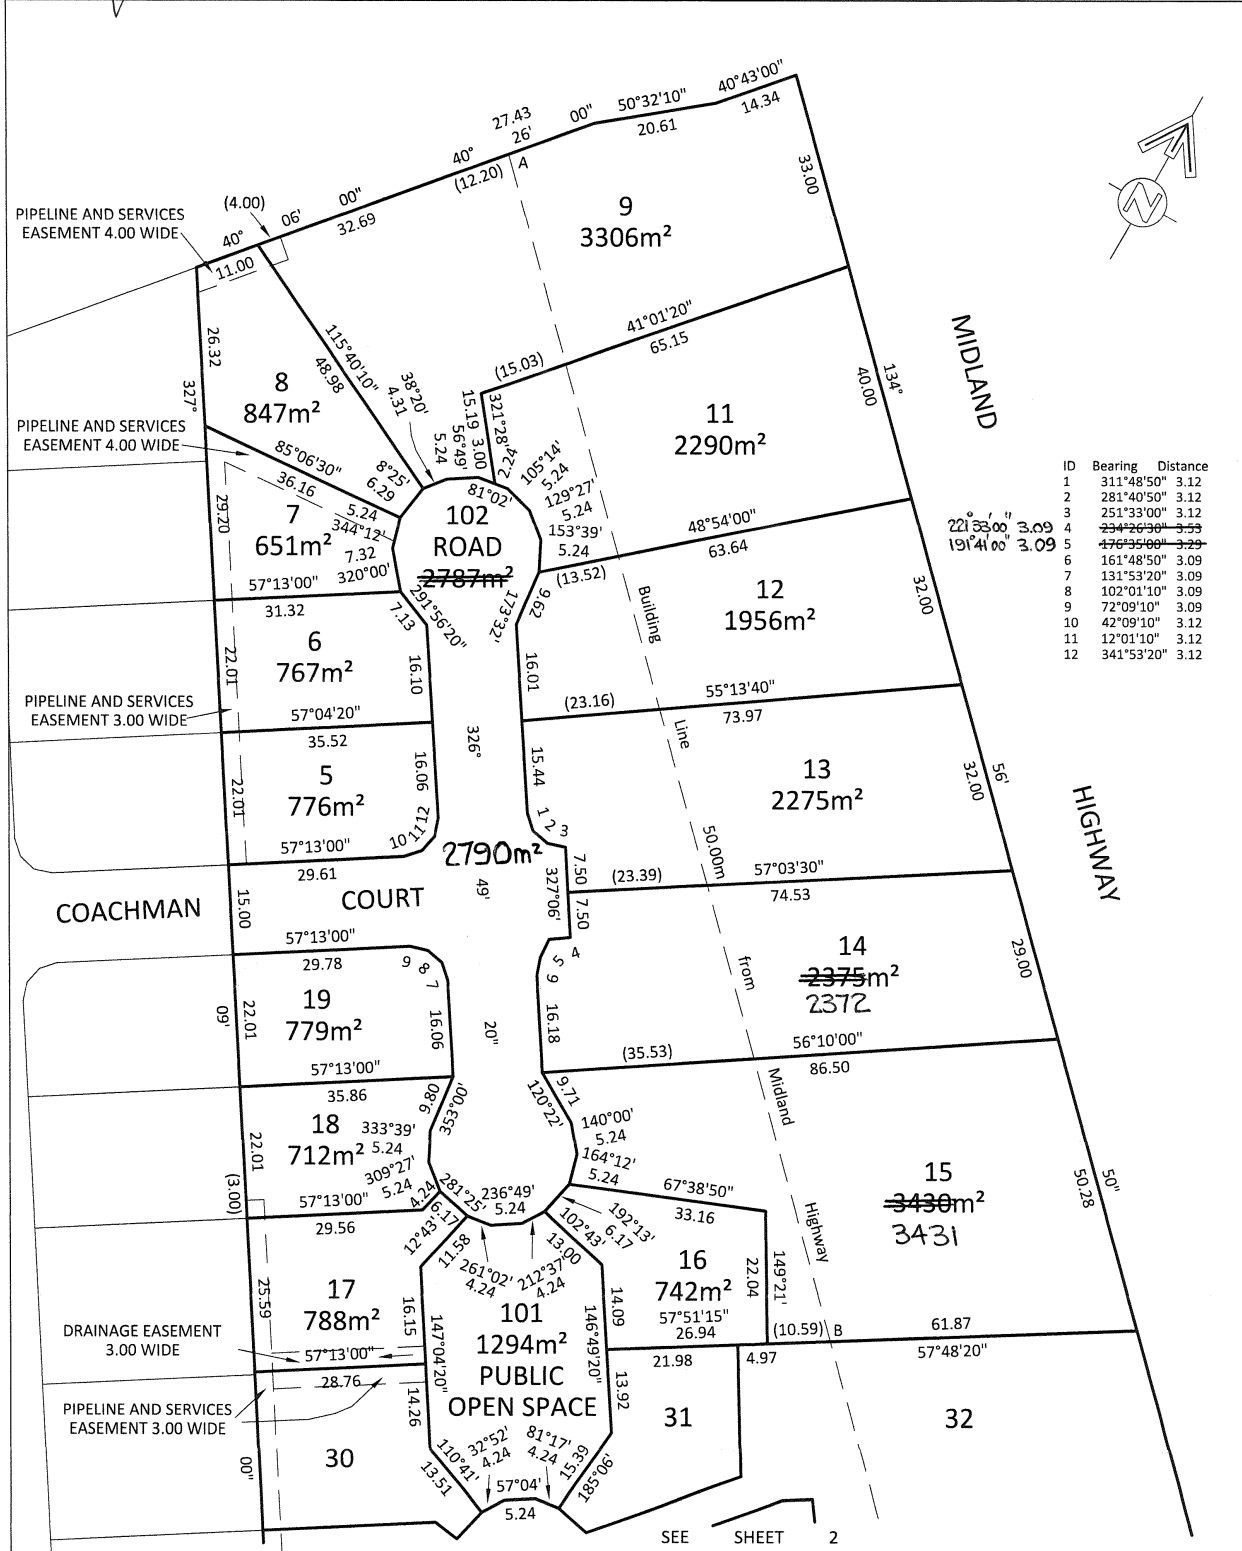 40°43'00"
14.34
50°32'10"
20.61
27.43
40° 26' 00"
A
(12.20)
33.00
N
PIPELINE AND SERVICES
EASEMENT 4.00 WIDE
(4.00)
40° 06' 00"
32.69
11.00
9
3306m²
26.32
327°
115°40'10"
48.98
8
847m²
38°20'
4.31
41°01'20"
65.15
(15.03)
MIDLAND
134°
40.00
PIPELINE AND SERVICES
EASEMENT 4.00 WIDE
85°06'30"
36.16
8°25'
6.29
15.19
321°28'
3.00
2.24
56°49'
5.24
81°02'
105°14'
5.24
129°27'
5.24
153°39'
5.24
11
2290m²
29.20
7
651m²
5.24
344°12'
7.32
320°00'
102
ROAD
2787m²
48°54'00"
63.64
(13.52)
ID Bearing Distance
1 311°48'50" 3.12
2 281°40'50" 3.12
3 251°33'00" 3.12
221°33'00" 3.09 4 234°26'30" 3.53
191°41'00" 3.09 5 176°35'00" 3.29
6 161°48'50" 3.09
7 131°53'20" 3.09
8 102°01'10" 3.09
9 72°09'10" 3.09
10 42°09'10" 3.12
11 12°01'10" 3.12
12 341°53'20" 3.12
57°13'00"
31.32
291°56'20"
7.13
173°32'
9.62
Building
12
1956m²
32.00
6
767m²
22.01
16.10
16.01
PIPELINE AND SERVICES
EASEMENT 3.00 WIDE
57°04'20"
35.52
(23.16)
55°13'40"
73.97
326°
Line
5
776m²
22.01
16.06
15.44
13
2275m²
32.00
56'
HIGHWAY
10 11 12
1 2 3
57°13'00"
29.61
2790m²
50.00m
7.50
327°06'
7.50
(23.39)
57°03'30"
74.53
COACHMAN COURT
15.00
49'
57°13'00"
29.78
9 8 7
4 5 6
from
14
2375m²
2372
29.00
19
779m²
09'
22.01
16.06
20"
16.18
56°10'00"
86.50
(35.53)
57°13'00"
35.86
Midland
9.80
353°00'
9.71
120°22'
18
712m²
22.01
333°39'
5.24
309°27'
5.24
140°00'
5.24
164°12'
5.24
50"
50.28
15
3430m²
3431
(3.00)
57°13'00"
29.56
4.24
281°25'
6.17
236°49'
5.24
67°38'50"
33.16
192°13'
6.17
102°43'
13.00
12°43'
11.58
261°02'
4.24
212°37'
4.24
Highway
16
742m²
22.04
149°21'
25.59
17
788m²
16.15
101
1294m²
PUBLIC
OPEN SPACE
14.09
57°51'15"
26.94
(10.59)
B
61.87
57°48'20"
DRAINAGE EASEMENT
3.00 WIDE
57°13'00"
28.76
147°04'20"
146°49'20"
21.98
4.97
14.26
13.92
PIPELINE AND SERVICES
EASEMENT 3.00 WIDE
31
32
30
00"
110°41'
13.51
32°52'
4.24
81°17'
4.24
15.39
185°06'
57°04'
5.24
SEE SHEET 2